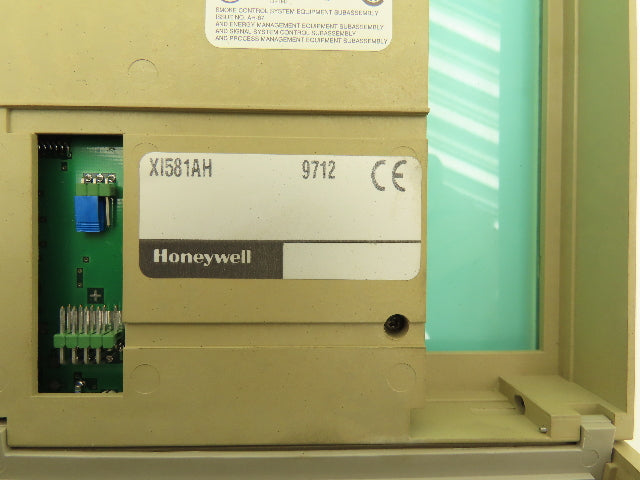 SMOKE CONTROL SYSTEM EQUIPMENT SUBASSEMBLY
ISSUE NO. AH-87
AND ENERGY MANAGEMENT EQUIPMENT SUBASSEMBLY
AND SIGNAL SYSTEM CONTROL SUBASSEMBLY
AND PROCESS MANAGEMENT EQUIPMENT SUBASSEMBLY
XI581AH 9712 CE
Honeywell
+